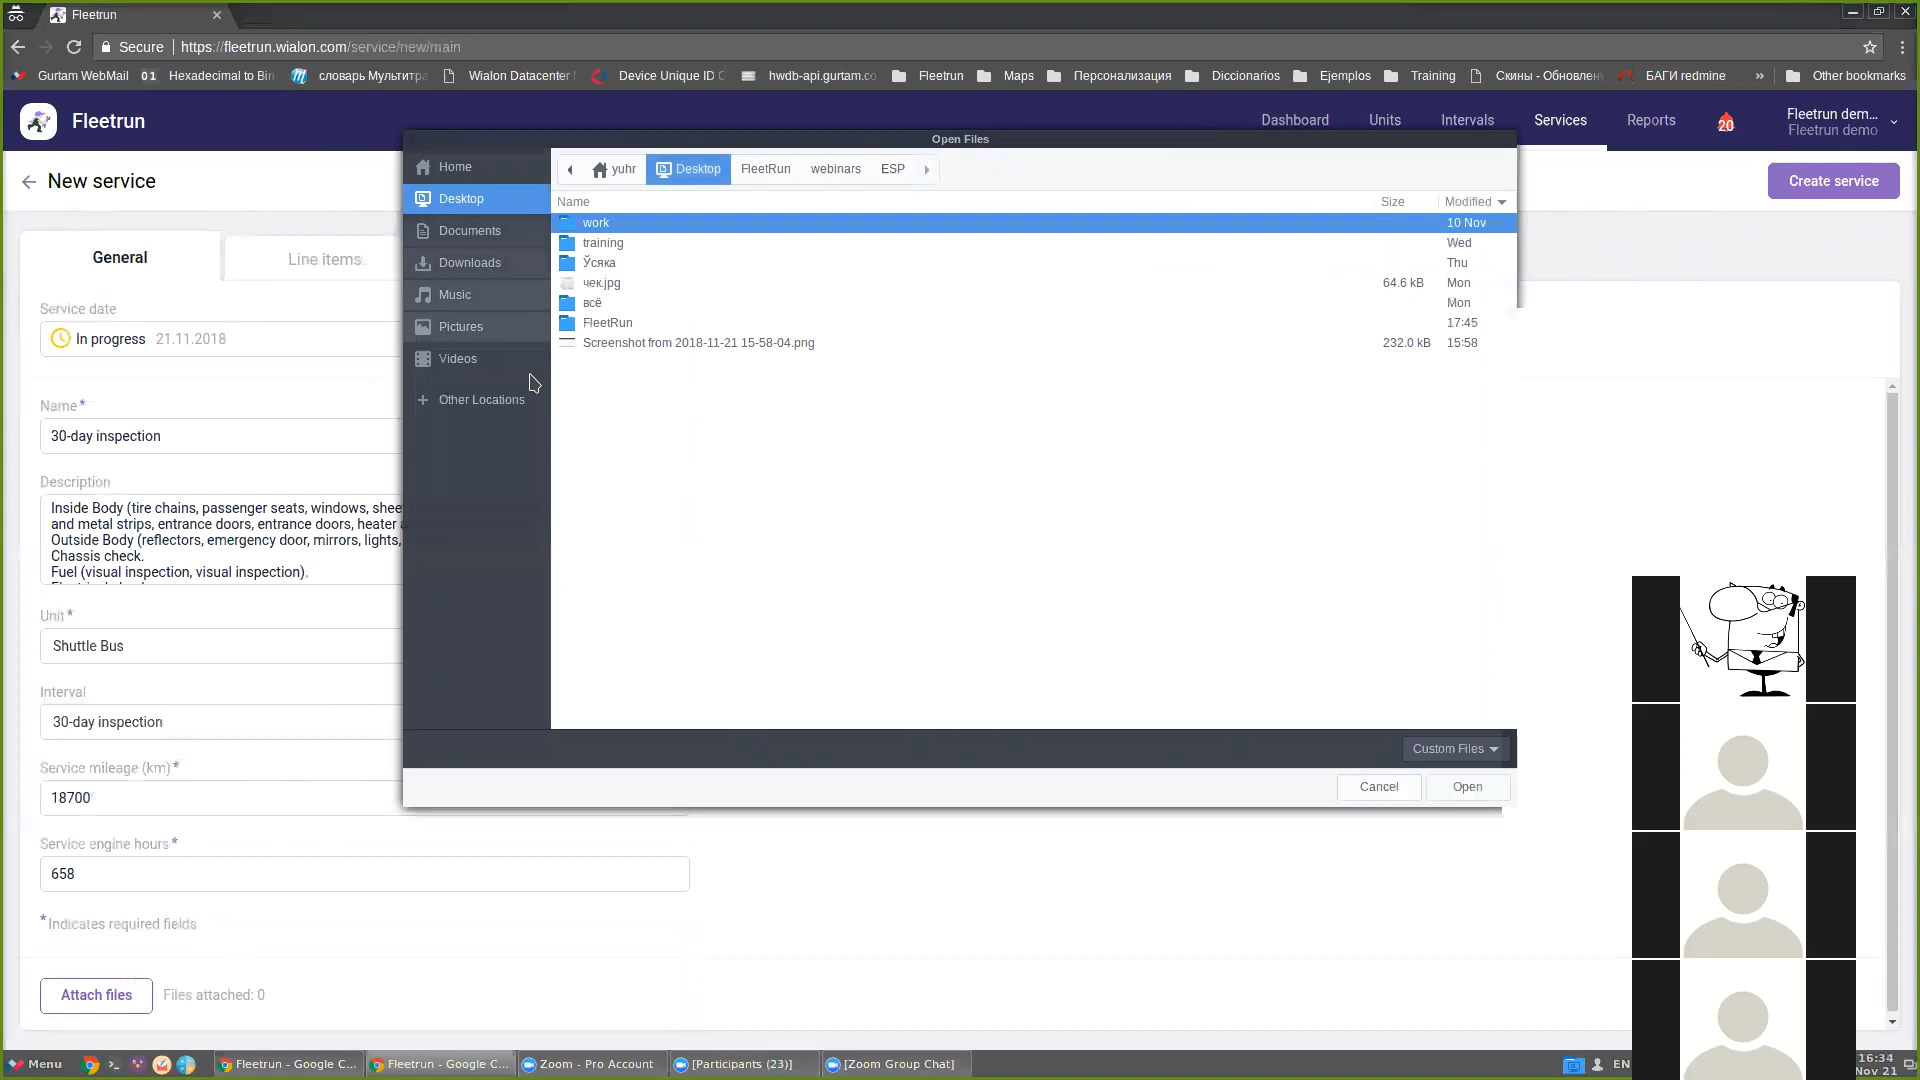 Fleetrun
Secure https://fleetrun.wialon.com/service/new/main
Gurtam WebMail 01 Hexadecimal to Bin словарь Мультитра Wialon Datacenter Device Unique ID hwdb-api.gurtam.co Fleetrun Maps Персонализация Diccionarios Ejemplos Training Скины - Обновлен БАГИ redmine » Other bookmarks
Fleetrun
Dashboard Units Intervals Services Reports 20 Fleetrun dem...
Fleetrun demo
New service
Create service
General Line items
Service date
In progress 21.11.2018
Name*
30-day inspection
Description
Inside Body (tire chains, passenger seats, windows, shee
and metal strips, entrance doors, entrance doors, heater a
Outside Body (reflectors, emergency door, mirrors, lights,
Chassis check.
Fuel (visual inspection, visual inspection).
Unit*
Shuttle Bus
Interval
30-day inspection
Service mileage (km)*
18700
Service engine hours*
658
*Indicates required fields
Attach files Files attached: 0
Open Files
Home
Desktop
Documents
Downloads
Music
Pictures
Videos
+ Other Locations
yuhr Desktop FleetRun webinars ESP
Name Size Modified
work 10 Nov
training Wed
Ўсяка Thu
чек.jpg 64.6 kB Mon
всё Mon
FleetRun 17:45
Screenshot from 2018-11-21 15-58-04.png 232.0 kB 15:58
Custom Files
Cancel Open
Menu Fleetrun - Google C... Fleetrun - Google C... Zoom - Pro Account [Participants (23)] [Zoom Group Chat] EN 16:34
Nov 21